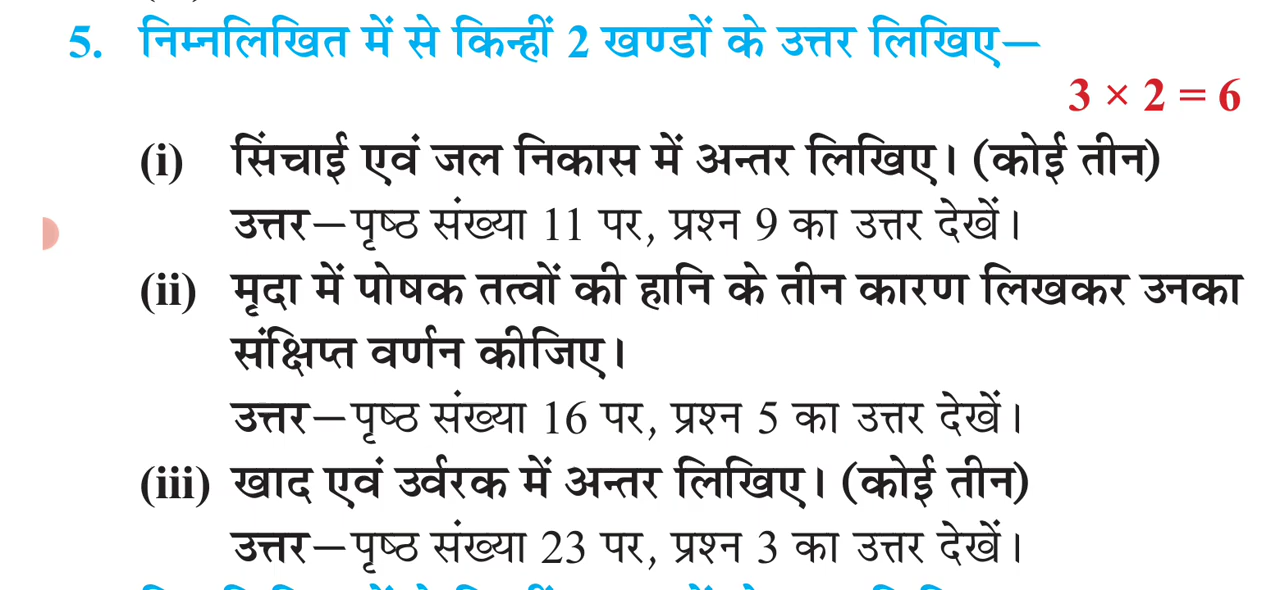 5. निम्नलिखित में से किन्हीं 2 खण्डों के उत्तर लिखिए—
3 × 2 = 6
(i) सिंचाई एवं जल निकास में अन्तर लिखिए। (कोई तीन)
उत्तर—पृष्ठ संख्या 11 पर, प्रश्न 9 का उत्तर देखें।
(ii) मृदा में पोषक तत्वों की हानि के तीन कारण लिखकर उनका
संक्षिप्त वर्णन कीजिए।
उत्तर—पृष्ठ संख्या 16 पर, प्रश्न 5 का उत्तर देखें।
(iii) खाद एवं उर्वरक में अन्तर लिखिए। (कोई तीन)
उत्तर—पृष्ठ संख्या 23 पर, प्रश्न 3 का उत्तर देखें।